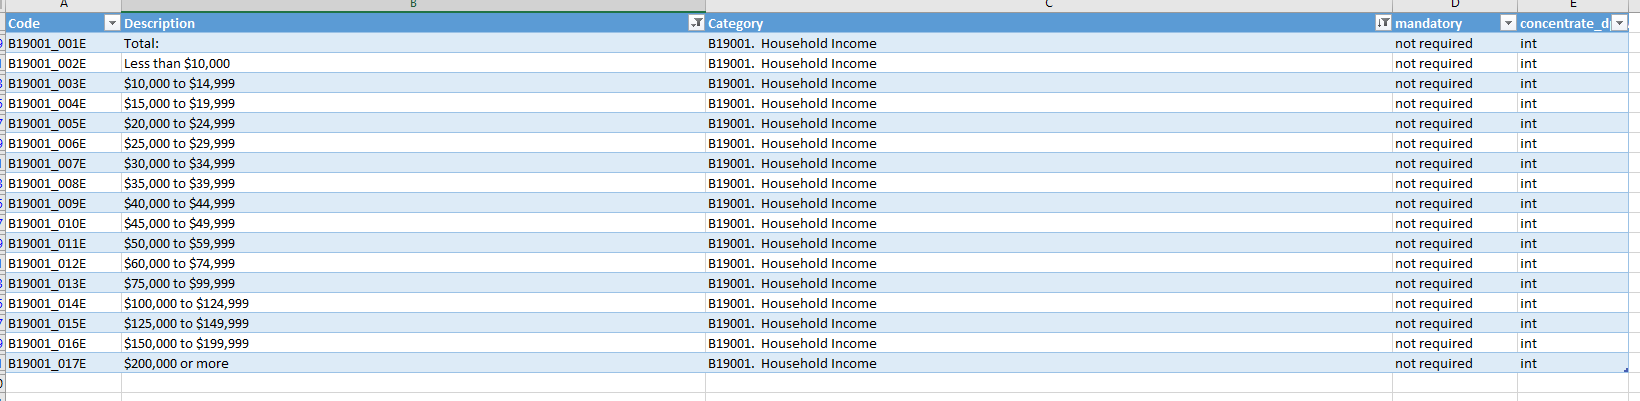 A B C D E
Code Description Category mandatory concentrate_d
B19001_001E Total: B19001. Household Income not required int
B19001_002E Less than $10,000 B19001. Household Income not required int
B19001_003E $10,000 to $14,999 B19001. Household Income not required int
B19001_004E $15,000 to $19,999 B19001. Household Income not required int
B19001_005E $20,000 to $24,999 B19001. Household Income not required int
B19001_006E $25,000 to $29,999 B19001. Household Income not required int
B19001_007E $30,000 to $34,999 B19001. Household Income not required int
B19001_008E $35,000 to $39,999 B19001. Household Income not required int
B19001_009E $40,000 to $44,999 B19001. Household Income not required int
B19001_010E $45,000 to $49,999 B19001. Household Income not required int
B19001_011E $50,000 to $59,999 B19001. Household Income not required int
B19001_012E $60,000 to $74,999 B19001. Household Income not required int
B19001_013E $75,000 to $99,999 B19001. Household Income not required int
B19001_014E $100,000 to $124,999 B19001. Household Income not required int
B19001_015E $125,000 to $149,999 B19001. Household Income not required int
B19001_016E $150,000 to $199,999 B19001. Household Income not required int
B19001_017E $200,000 or more B19001. Household Income not required int